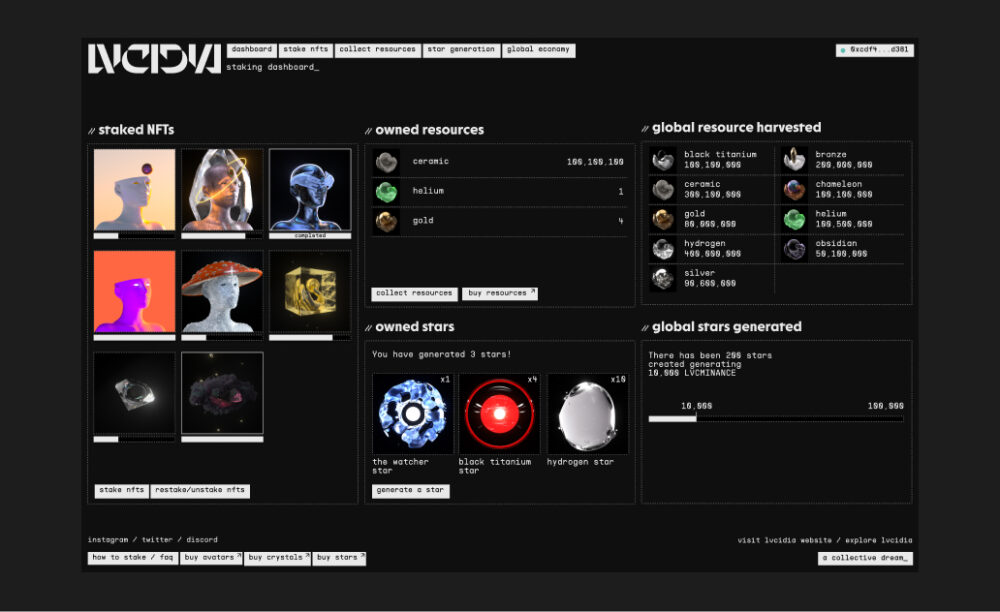 LVCIDIA
dashboard
stake nfts
collect resources
star generation
global economy
0xcdf4...d381
staking dashboard_
// staked NFTs
completed
stake nfts
restake/unstake nfts
// owned resources
ceramic 100,100,100
helium 1
gold 4
collect resources
buy resources ↗
// owned stars
You have generated 3 stars!
x1
x4
x10
the watcher
star
black titanium
star
hydrogen star
generate a star
// global resource harvested
black titanium
100,100,000
bronze
200,000,000
ceramic
300,100,000
chameleon
100,100,000
gold
80,000,000
helium
100,500,000
hydrogen
400,000,000
obsidian
50,100,000
silver
90,600,000
// global stars generated
There has been 200 stars
created generating
10,000 LVCMINANCE
10,000
100,000
instagram / twitter / discord
visit lvcidia website / explore lvcidia
how to stake / faq
buy avatars ↗
buy crystals ↗
buy stars ↗
a collective dream_